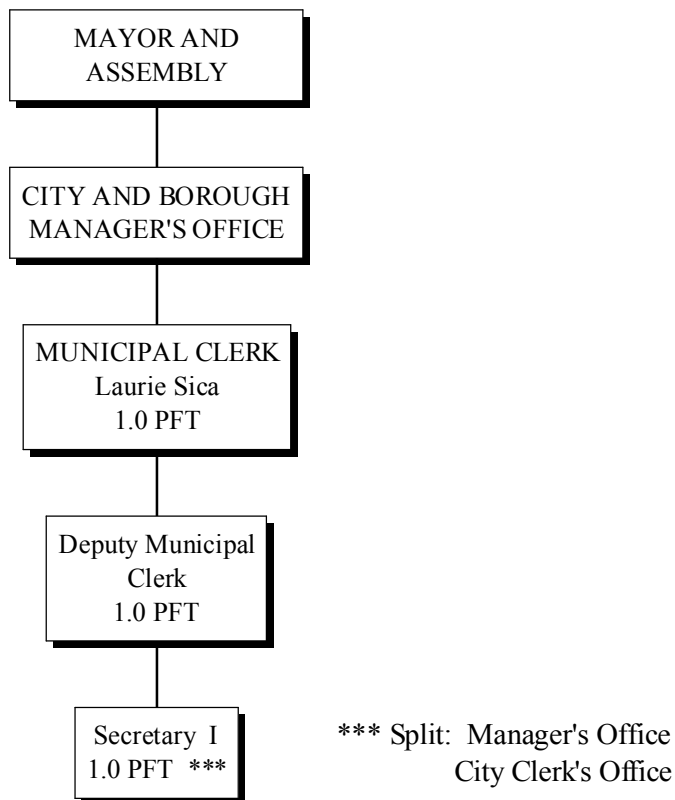 MAYOR AND
ASSEMBLY
CITY AND BOROUGH
MANAGER'S OFFICE
MUNICIPAL CLERK
Laurie Sica
1.0 PFT
Deputy Municipal
Clerk
1.0 PFT
Secretary I
1.0 PFT ***
*** Split: Manager's Office
City Clerk's Office